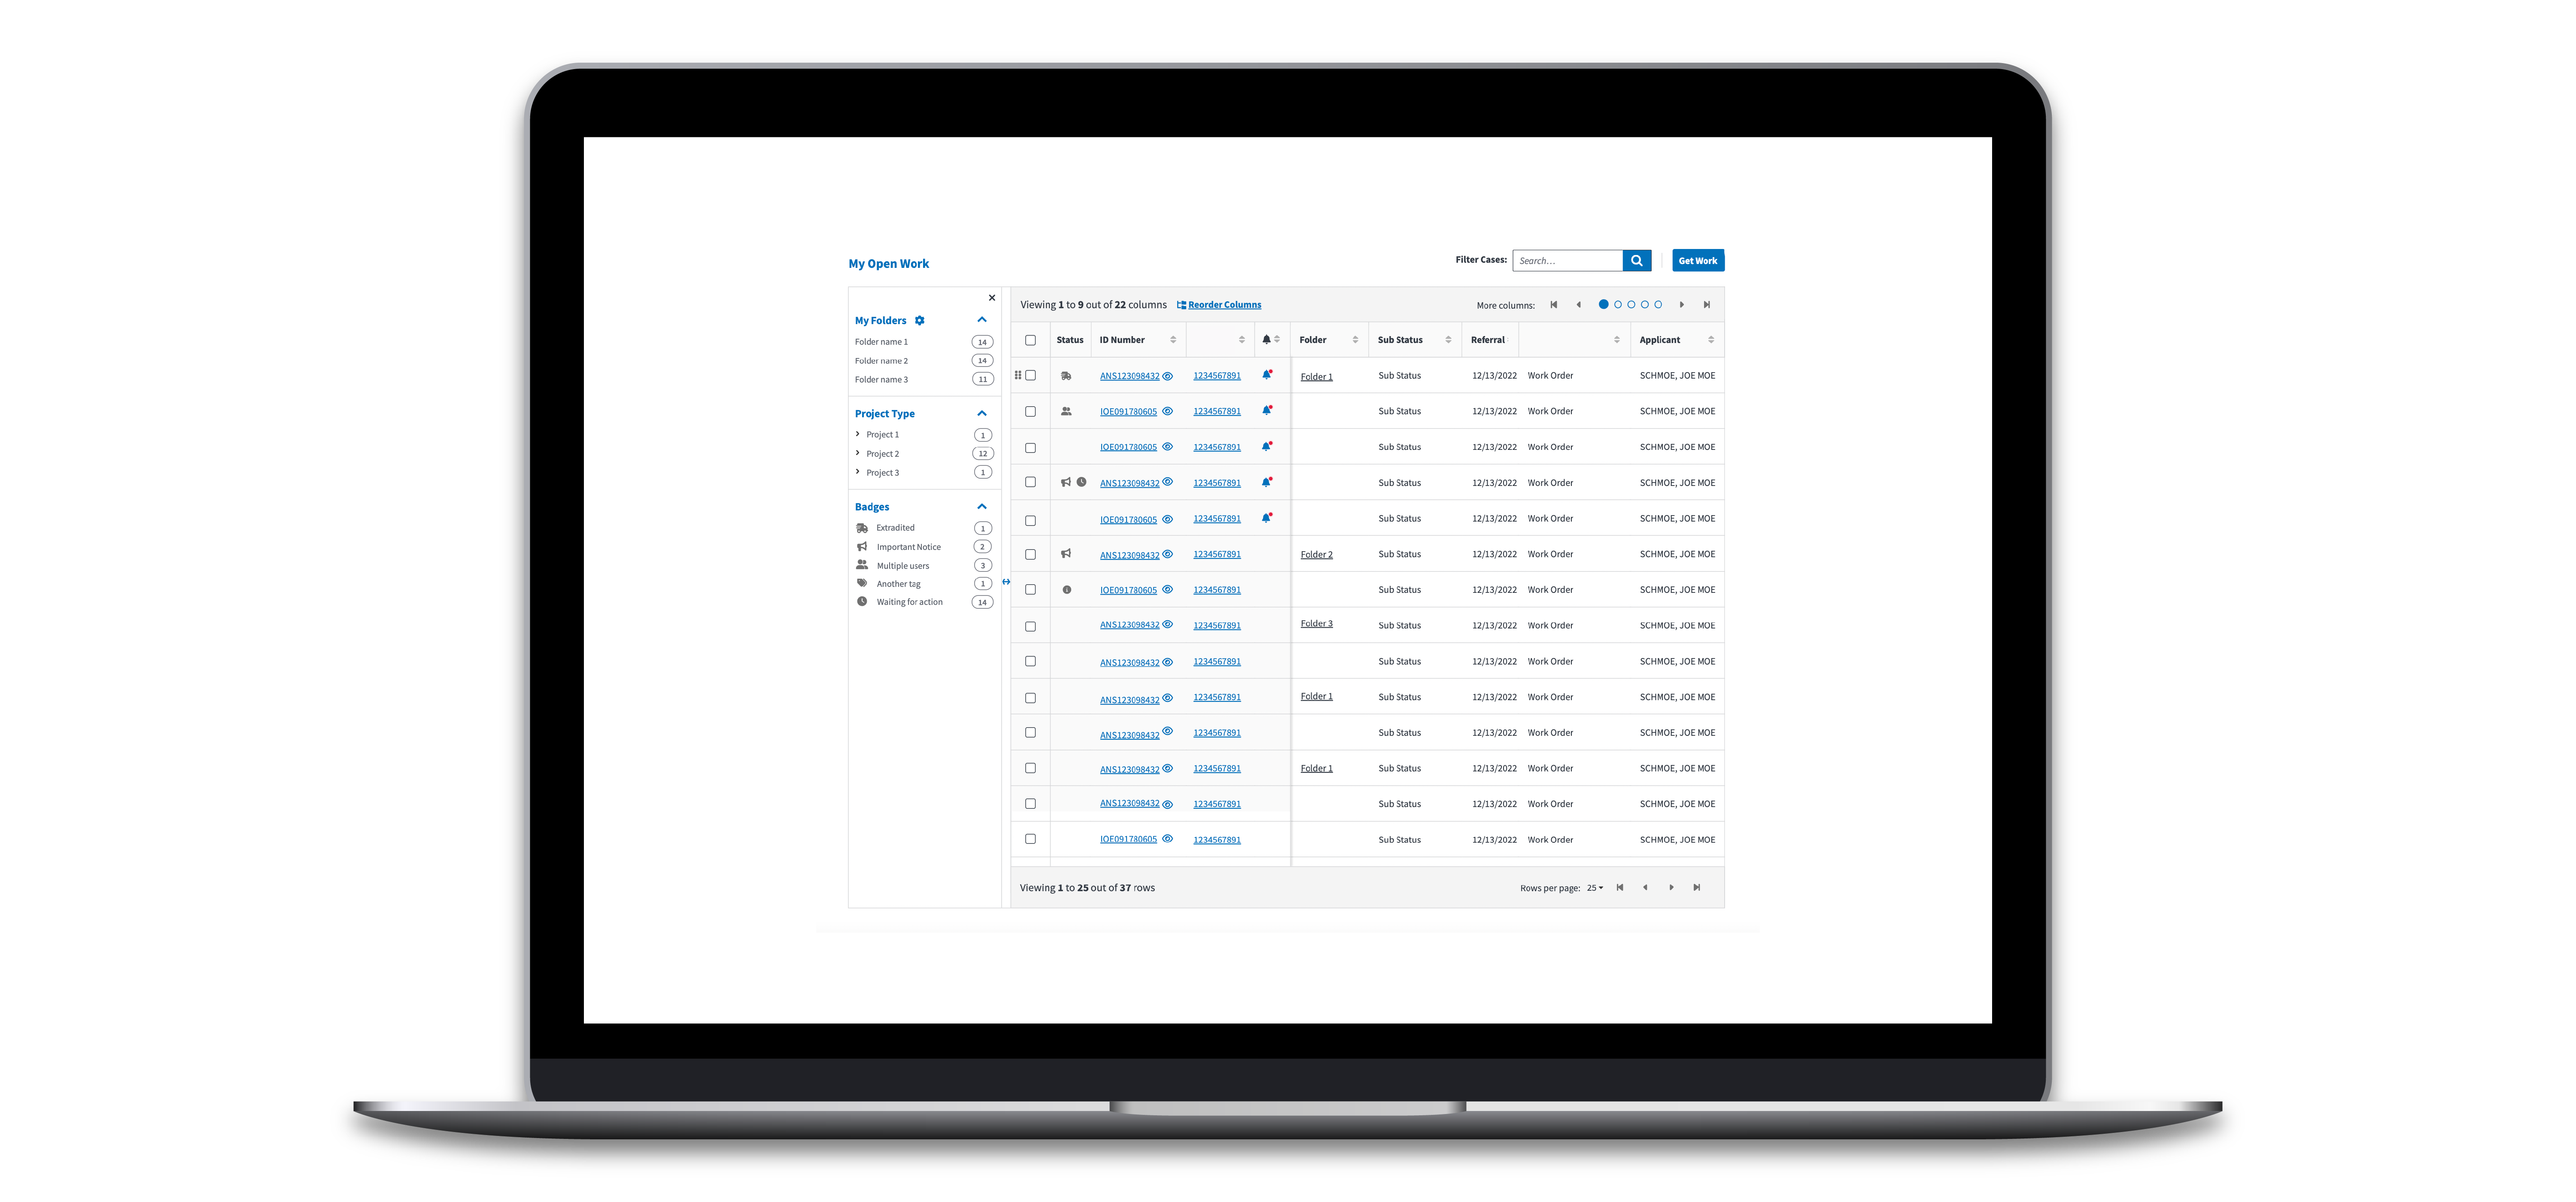 My Open Work
Filter Cases: Search... Get Work
Viewing 1 to 9 out of 22 columns Reorder Columns More columns:
My Folders
Folder name 1 14
Folder name 2 14
Folder name 3 11
Project Type
Project 1 1
Project 2 12
Project 3 1
Badges
Extradited 1
Important Notice 2
Multiple users 3
Another tag 1
Waiting for action 14
Status ID Number Folder Sub Status Referral Applicant
ANS123098432 1234567891 Folder 1 Sub Status 12/13/2022 Work Order SCHMOE, JOE MOE
IOE091780605 1234567891 Sub Status 12/13/2022 Work Order SCHMOE, JOE MOE
IOE091780605 1234567891 Sub Status 12/13/2022 Work Order SCHMOE, JOE MOE
ANS123098432 1234567891 Sub Status 12/13/2022 Work Order SCHMOE, JOE MOE
IOE091780605 1234567891 Sub Status 12/13/2022 Work Order SCHMOE, JOE MOE
ANS123098432 1234567891 Folder 2 Sub Status 12/13/2022 Work Order SCHMOE, JOE MOE
IOE091780605 1234567891 Sub Status 12/13/2022 Work Order SCHMOE, JOE MOE
ANS123098432 1234567891 Folder 3 Sub Status 12/13/2022 Work Order SCHMOE, JOE MOE
ANS123098432 1234567891 Sub Status 12/13/2022 Work Order SCHMOE, JOE MOE
ANS123098432 1234567891 Folder 1 Sub Status 12/13/2022 Work Order SCHMOE, JOE MOE
ANS123098432 1234567891 Sub Status 12/13/2022 Work Order SCHMOE, JOE MOE
ANS123098432 1234567891 Folder 1 Sub Status 12/13/2022 Work Order SCHMOE, JOE MOE
ANS123098432 1234567891 Sub Status 12/13/2022 Work Order SCHMOE, JOE MOE
IOE091780605 1234567891 Sub Status 12/13/2022 Work Order SCHMOE, JOE MOE
Viewing 1 to 25 out of 37 rows Rows per page: 25